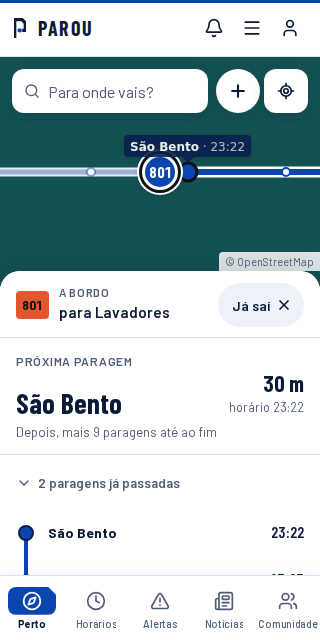 PAROU
Para onde vais?
São Bento · 23:22
801
© OpenStreetMap
801
A BORDO
para Lavadores
Já saí
PRÓXIMA PARAGEM
São Bento
30 m
horário 23:22
Depois, mais 9 paragens até ao fim
2 paragens já passadas
São Bento
23:22
Perto
Horários
Alertas
Notícias
Comunidade